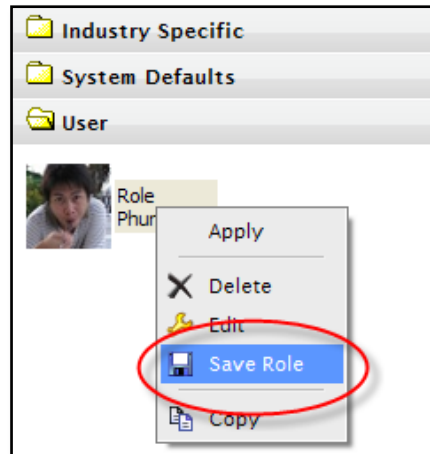 Industry Specific
System Defaults
User
Role
Phur
Apply
Delete
Edit
Save Role
Copy